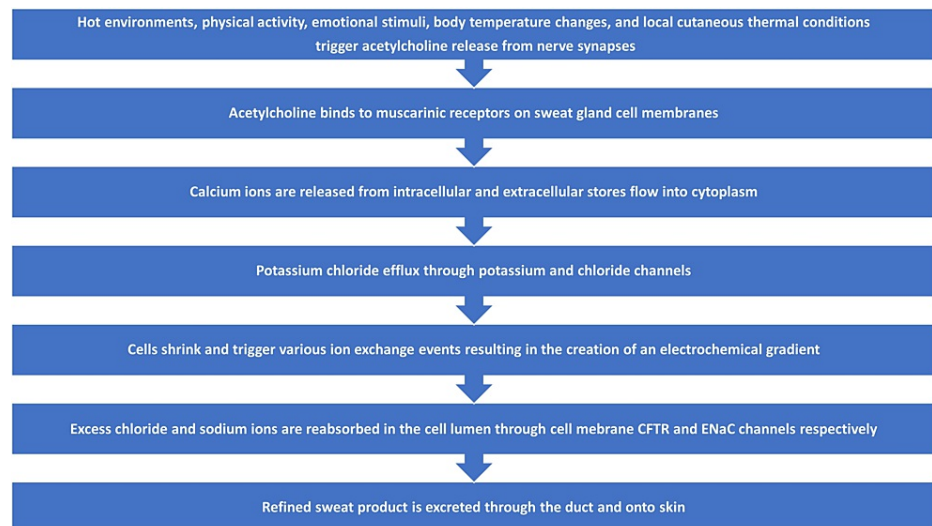 Hot environments, physical activity, emotional stimuli, body temperature changes, and local cutaneous thermal conditions
trigger acetylcholine release from nerve synapses
Acetylcholine binds to muscarinic receptors on sweat gland cell membranes
Calcium ions are released from intracellular and extracellular stores flow into cytoplasm
Potassium chloride efflux through potassium and chloride channels
Cells shrink and trigger various ion exchange events resulting in the creation of an electrochemical gradient
Excess chloride and sodium ions are reabsorbed in the cell lumen through cell mebrane CFTR and ENaC channels respectively
Refined sweat product is excreted through the duct and onto skin